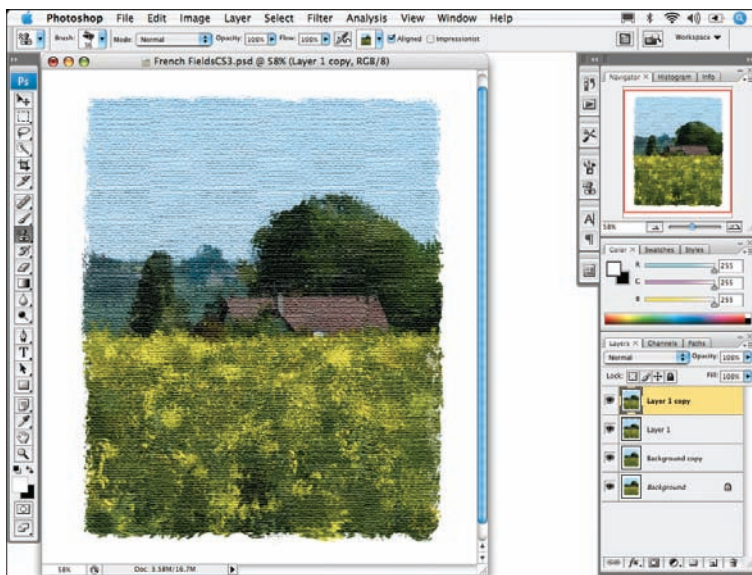 Photoshop File Edit Image Layer Select Filter Analysis View Window Help
Brush: Mode: Normal Opacity: 100% Flow: 100% Aligned Impressionist Workspace
French FieldsCS3.psd @ 58% (Layer 1 copy, RGB/8)
Ps
Navigator Histogram Info
58%
Color Swatches Styles
R 255
G 255
B 255
Layers Channels Paths
Normal Opacity: 100%
Lock: Fill: 100%
Layer 1 copy
Layer 1
Background copy
Background
58% Doc: 3.58M/16.7M